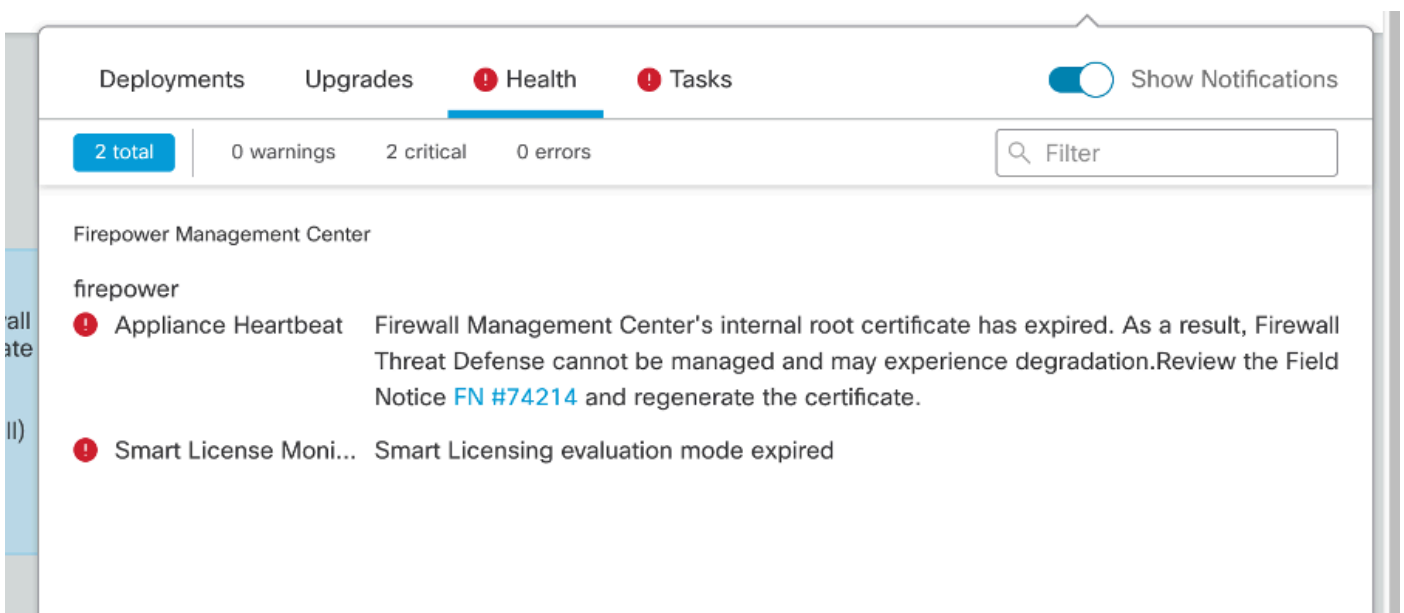 Deployments Upgrades Health Tasks Show Notifications
2 total 0 warnings 2 critical 0 errors Filter
Firepower Management Center
firepower
Appliance Heartbeat Firewall Management Center's internal root certificate has expired. As a result, Firewall
Threat Defense cannot be managed and may experience degradation.Review the Field
Notice FN #74214 and regenerate the certificate.
Smart License Moni... Smart Licensing evaluation mode expired
all
ate
ll)